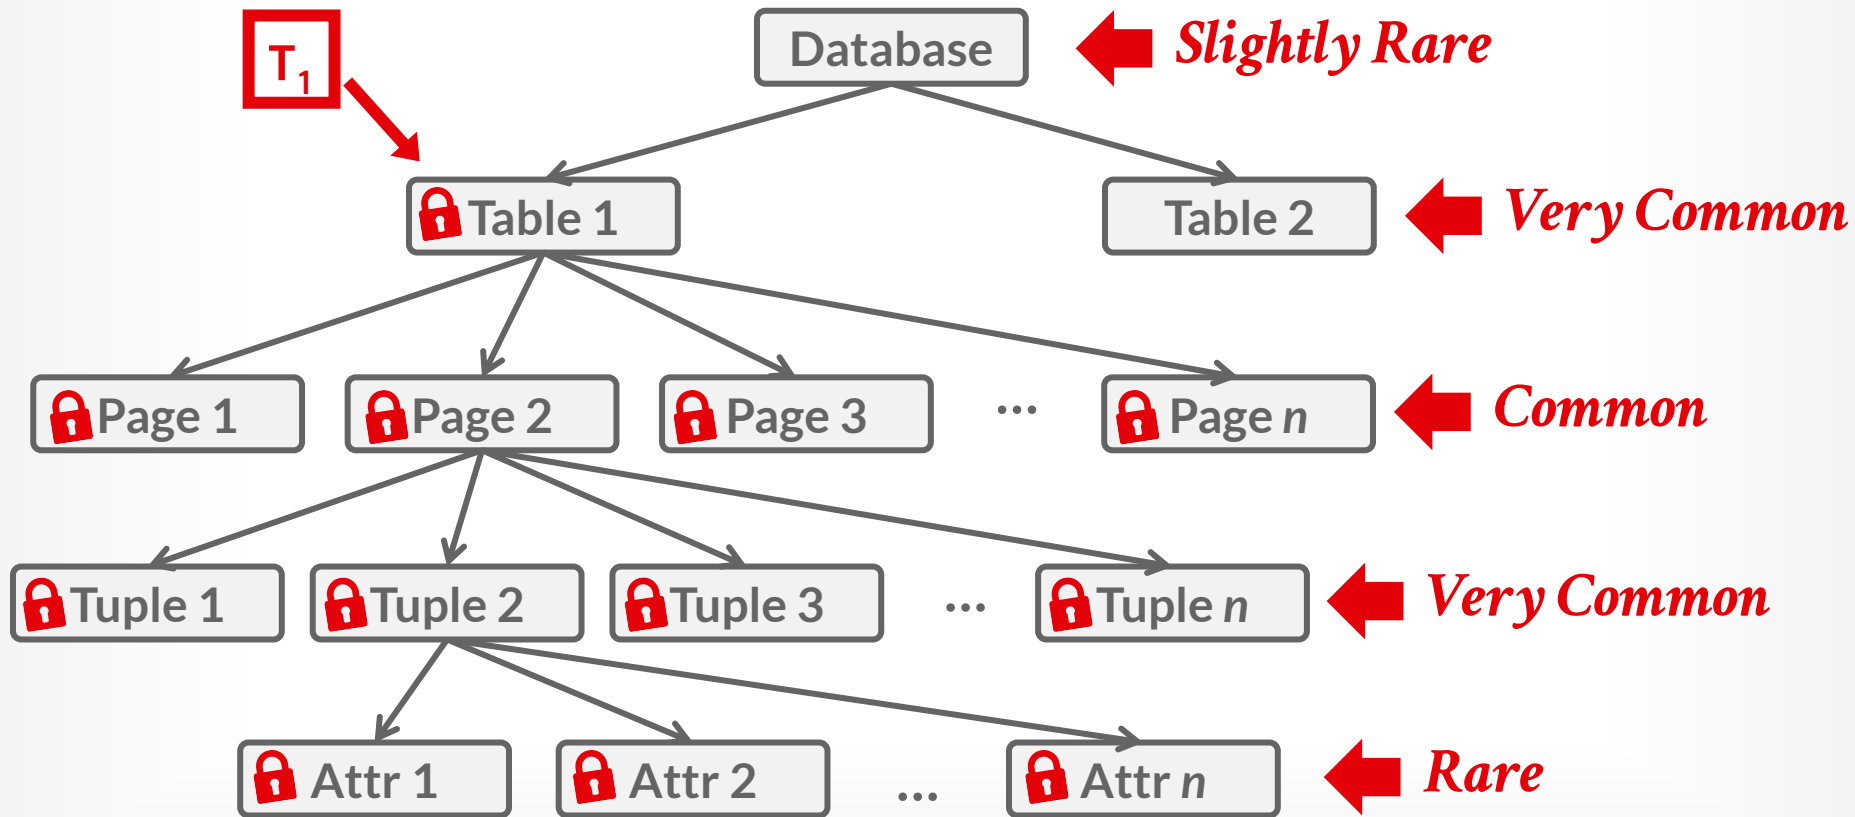 T1
Database
Slightly Rare
Table 1
Table 2
Very Common
Page 1
Page 2
Page 3
...
Page n
Common
Tuple 1
Tuple 2
Tuple 3
...
Tuple n
Very Common
Attr 1
Attr 2
...
Attr n
Rare